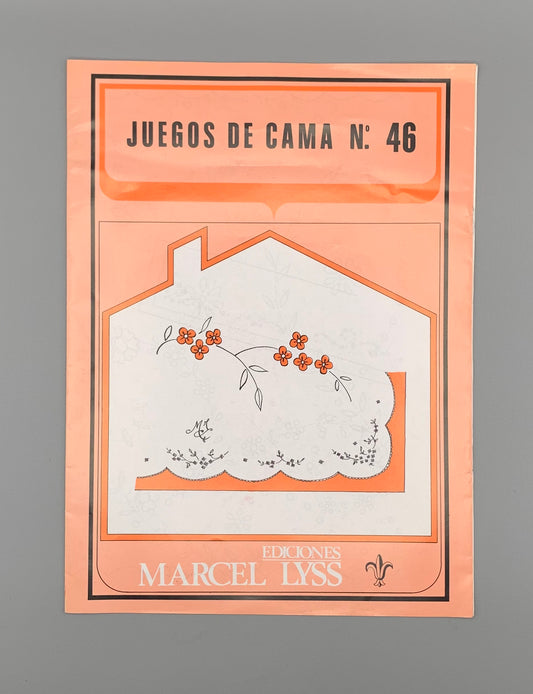 JUEGOS DE CAMA Nº 46
EDICIONES
MARCEL LYSS